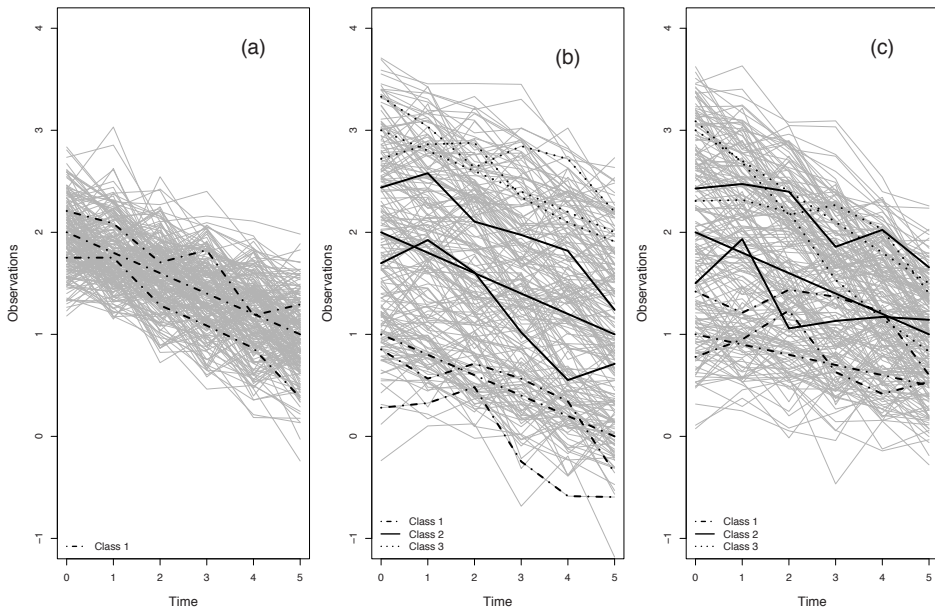 (a)
Observations
4
3
2
1
0
−1
Class 1
0 1 2 3 4 5
Time
(b)
Observations
4
3
2
1
0
−1
Class 1
Class 2
Class 3
0 1 2 3 4 5
Time
(c)
Observations
4
3
2
1
0
−1
Class 1
Class 2
Class 3
0 1 2 3 4 5
Time